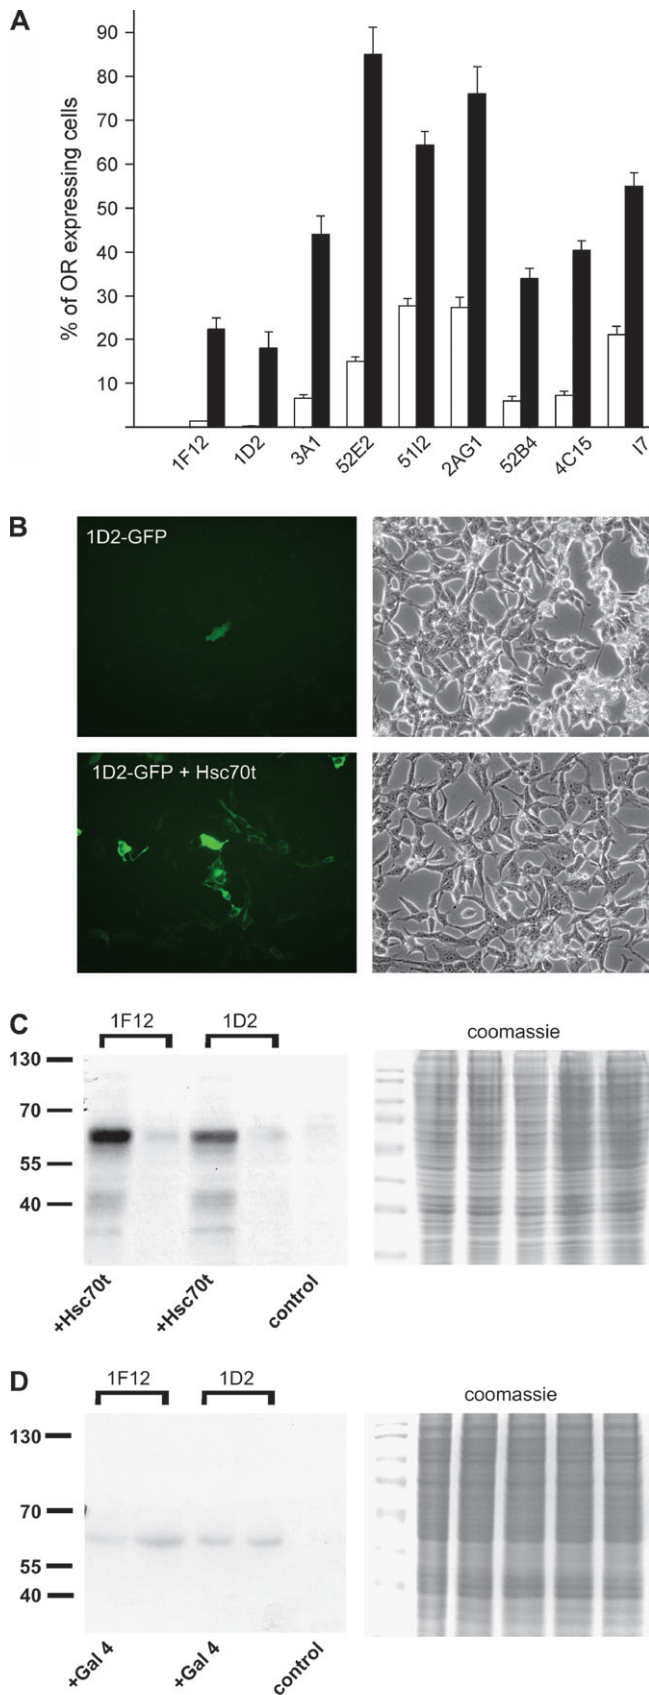 A
% of OR expressing cells
90
80
70
60
50
40
30
20
10
1F12 1D2 3A1 52E2 51I2 2AG1 52B4 4C15 I7
B
1D2-GFP
1D2-GFP + Hsc70t
C
1F12 1D2
coomassie
130
70
55
40
+Hsc70t +Hsc70t control
D
1F12 1D2
coomassie
130
70
55
40
+Gal 4 +Gal 4 control